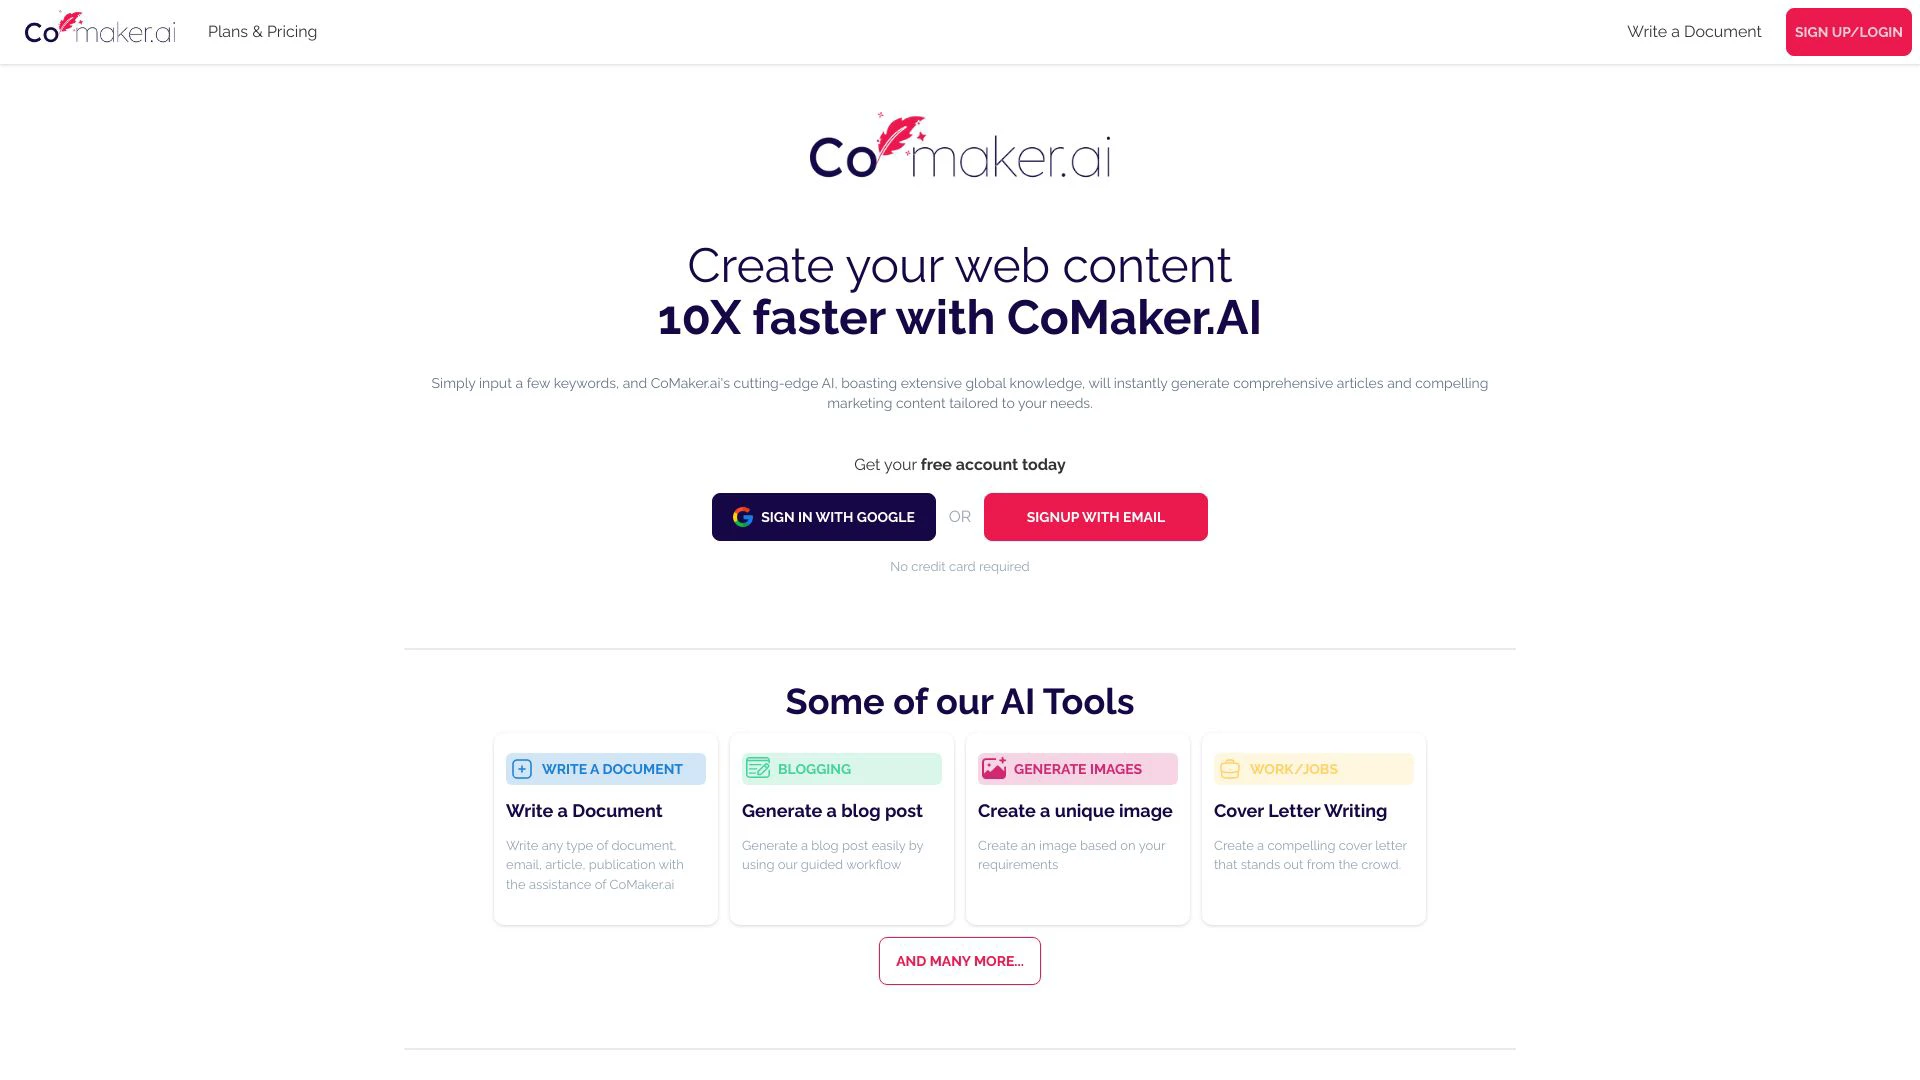 Comaker.ai
Plans & Pricing
Write a Document
SIGN UP/LOGIN
Comaker.ai
Create your web content
10X faster with CoMaker.AI
Simply input a few keywords, and CoMaker.ai's cutting-edge AI, boasting extensive global knowledge, will instantly generate comprehensive articles and compelling
marketing content tailored to your needs.
Get your free account today
SIGN IN WITH GOOGLE
OR
SIGNUP WITH EMAIL
No credit card required
Some of our AI Tools
WRITE A DOCUMENT
Write a Document
Write any type of document,
email, article, publication with
the assistance of CoMaker.ai
BLOGGING
Generate a blog post
Generate a blog post easily by
using our guided workflow
GENERATE IMAGES
Create a unique image
Create an image based on your
requirements
WORK/JOBS
Cover Letter Writing
Create a compelling cover letter
that stands out from the crowd.
AND MANY MORE...